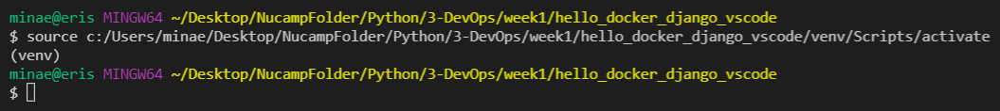 minae@eris MINGW64 ~/Desktop/NucampFolder/Python/3-DevOps/week1/hello_docker_django_vscode
$ source c:/Users/minae/Desktop/NucampFolder/Python/3-DevOps/week1/hello_docker_django_vscode/venv/Scripts/activate
(venv)
minae@eris MINGW64 ~/Desktop/NucampFolder/Python/3-DevOps/week1/hello_docker_django_vscode
$